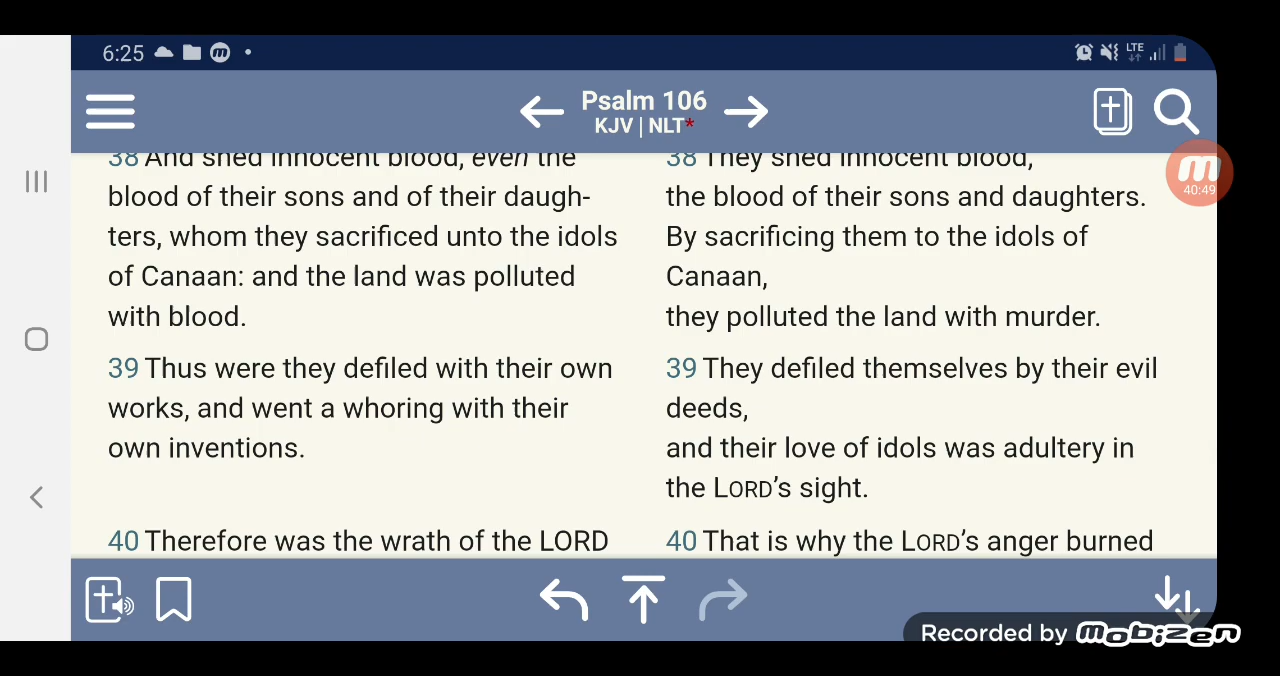 6:25
LTE
Psalm 106
KJV | NLT*
40:49
38 And shed innocent blood, even the
blood of their sons and of their daugh-
ters, whom they sacrificed unto the idols
of Canaan: and the land was polluted
with blood.
39 Thus were they defiled with their own
works, and went a whoring with their
own inventions.
40 Therefore was the wrath of the LORD
38 They shed innocent blood,
the blood of their sons and daughters.
By sacrificing them to the idols of
Canaan,
they polluted the land with murder.
39 They defiled themselves by their evil
deeds,
and their love of idols was adultery in
the LORD’s sight.
40 That is why the LORD’s anger burned
Recorded by mobizen